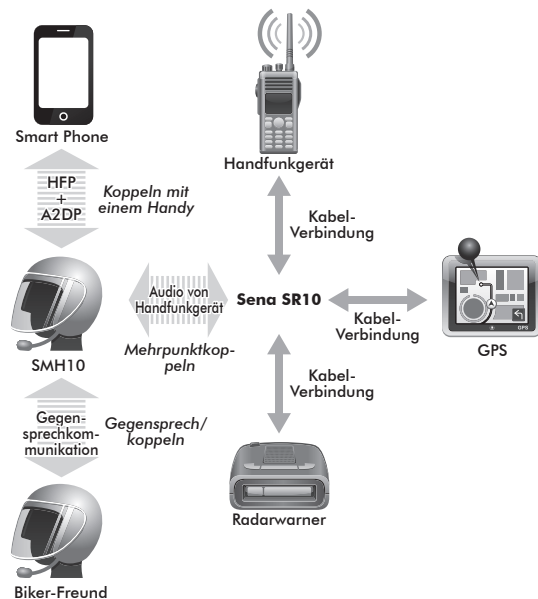 Smart Phone
Handfunkgerät
HFP
+
A2DP
Koppeln mit
einem Handy
Kabel-
Verbindung
Audio von
Handfunkgerät
Sena SR10
Kabel-
Verbindung
GPS
GPS
SMH10
Mehrpunktkop-
peln
Kabel-
Verbindung
Gegen-
sprechkom-
munikation
Gegensprech/
koppeln
Radarwarner
Biker-Freund